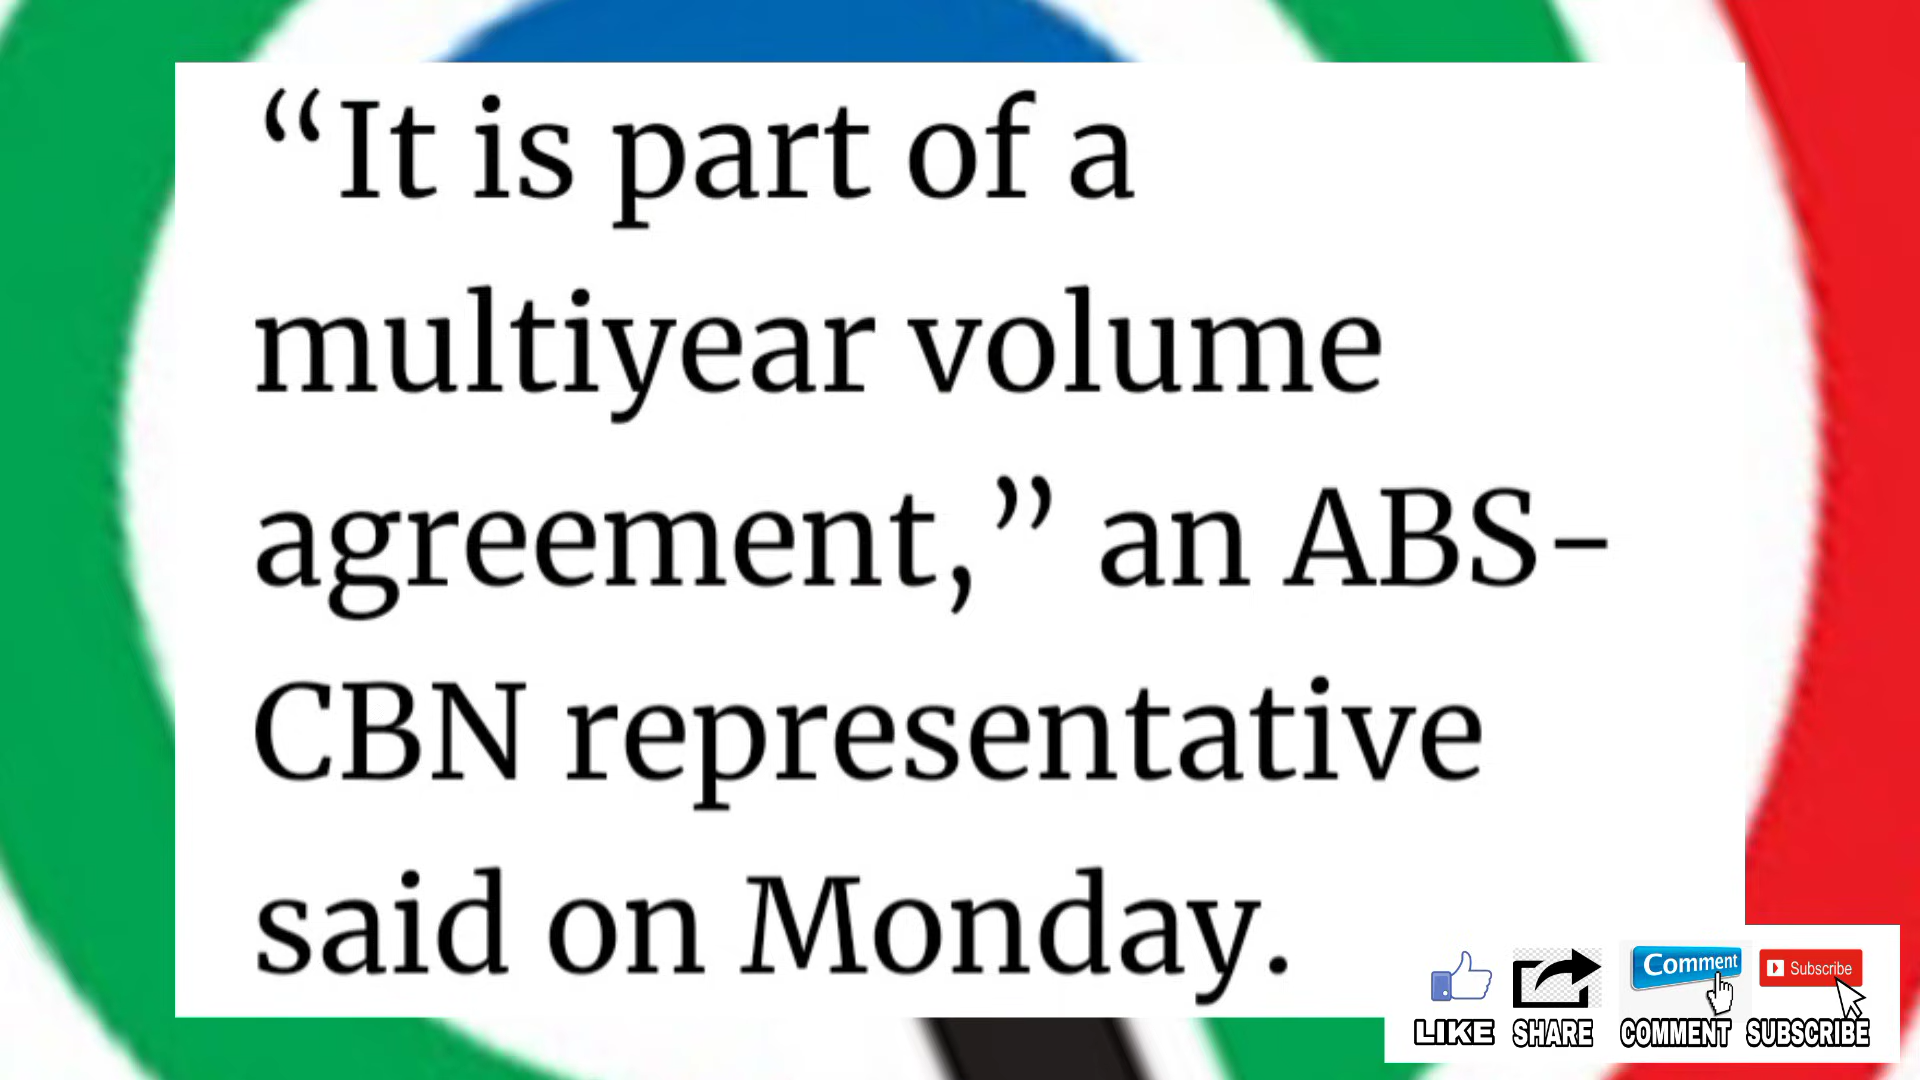 “It is part of a
multiyear volume
agreement,” an ABS-
CBN representative
said on Monday.
Comment
Subscribe
LIKE SHARE COMMENT SUBSCRIBE